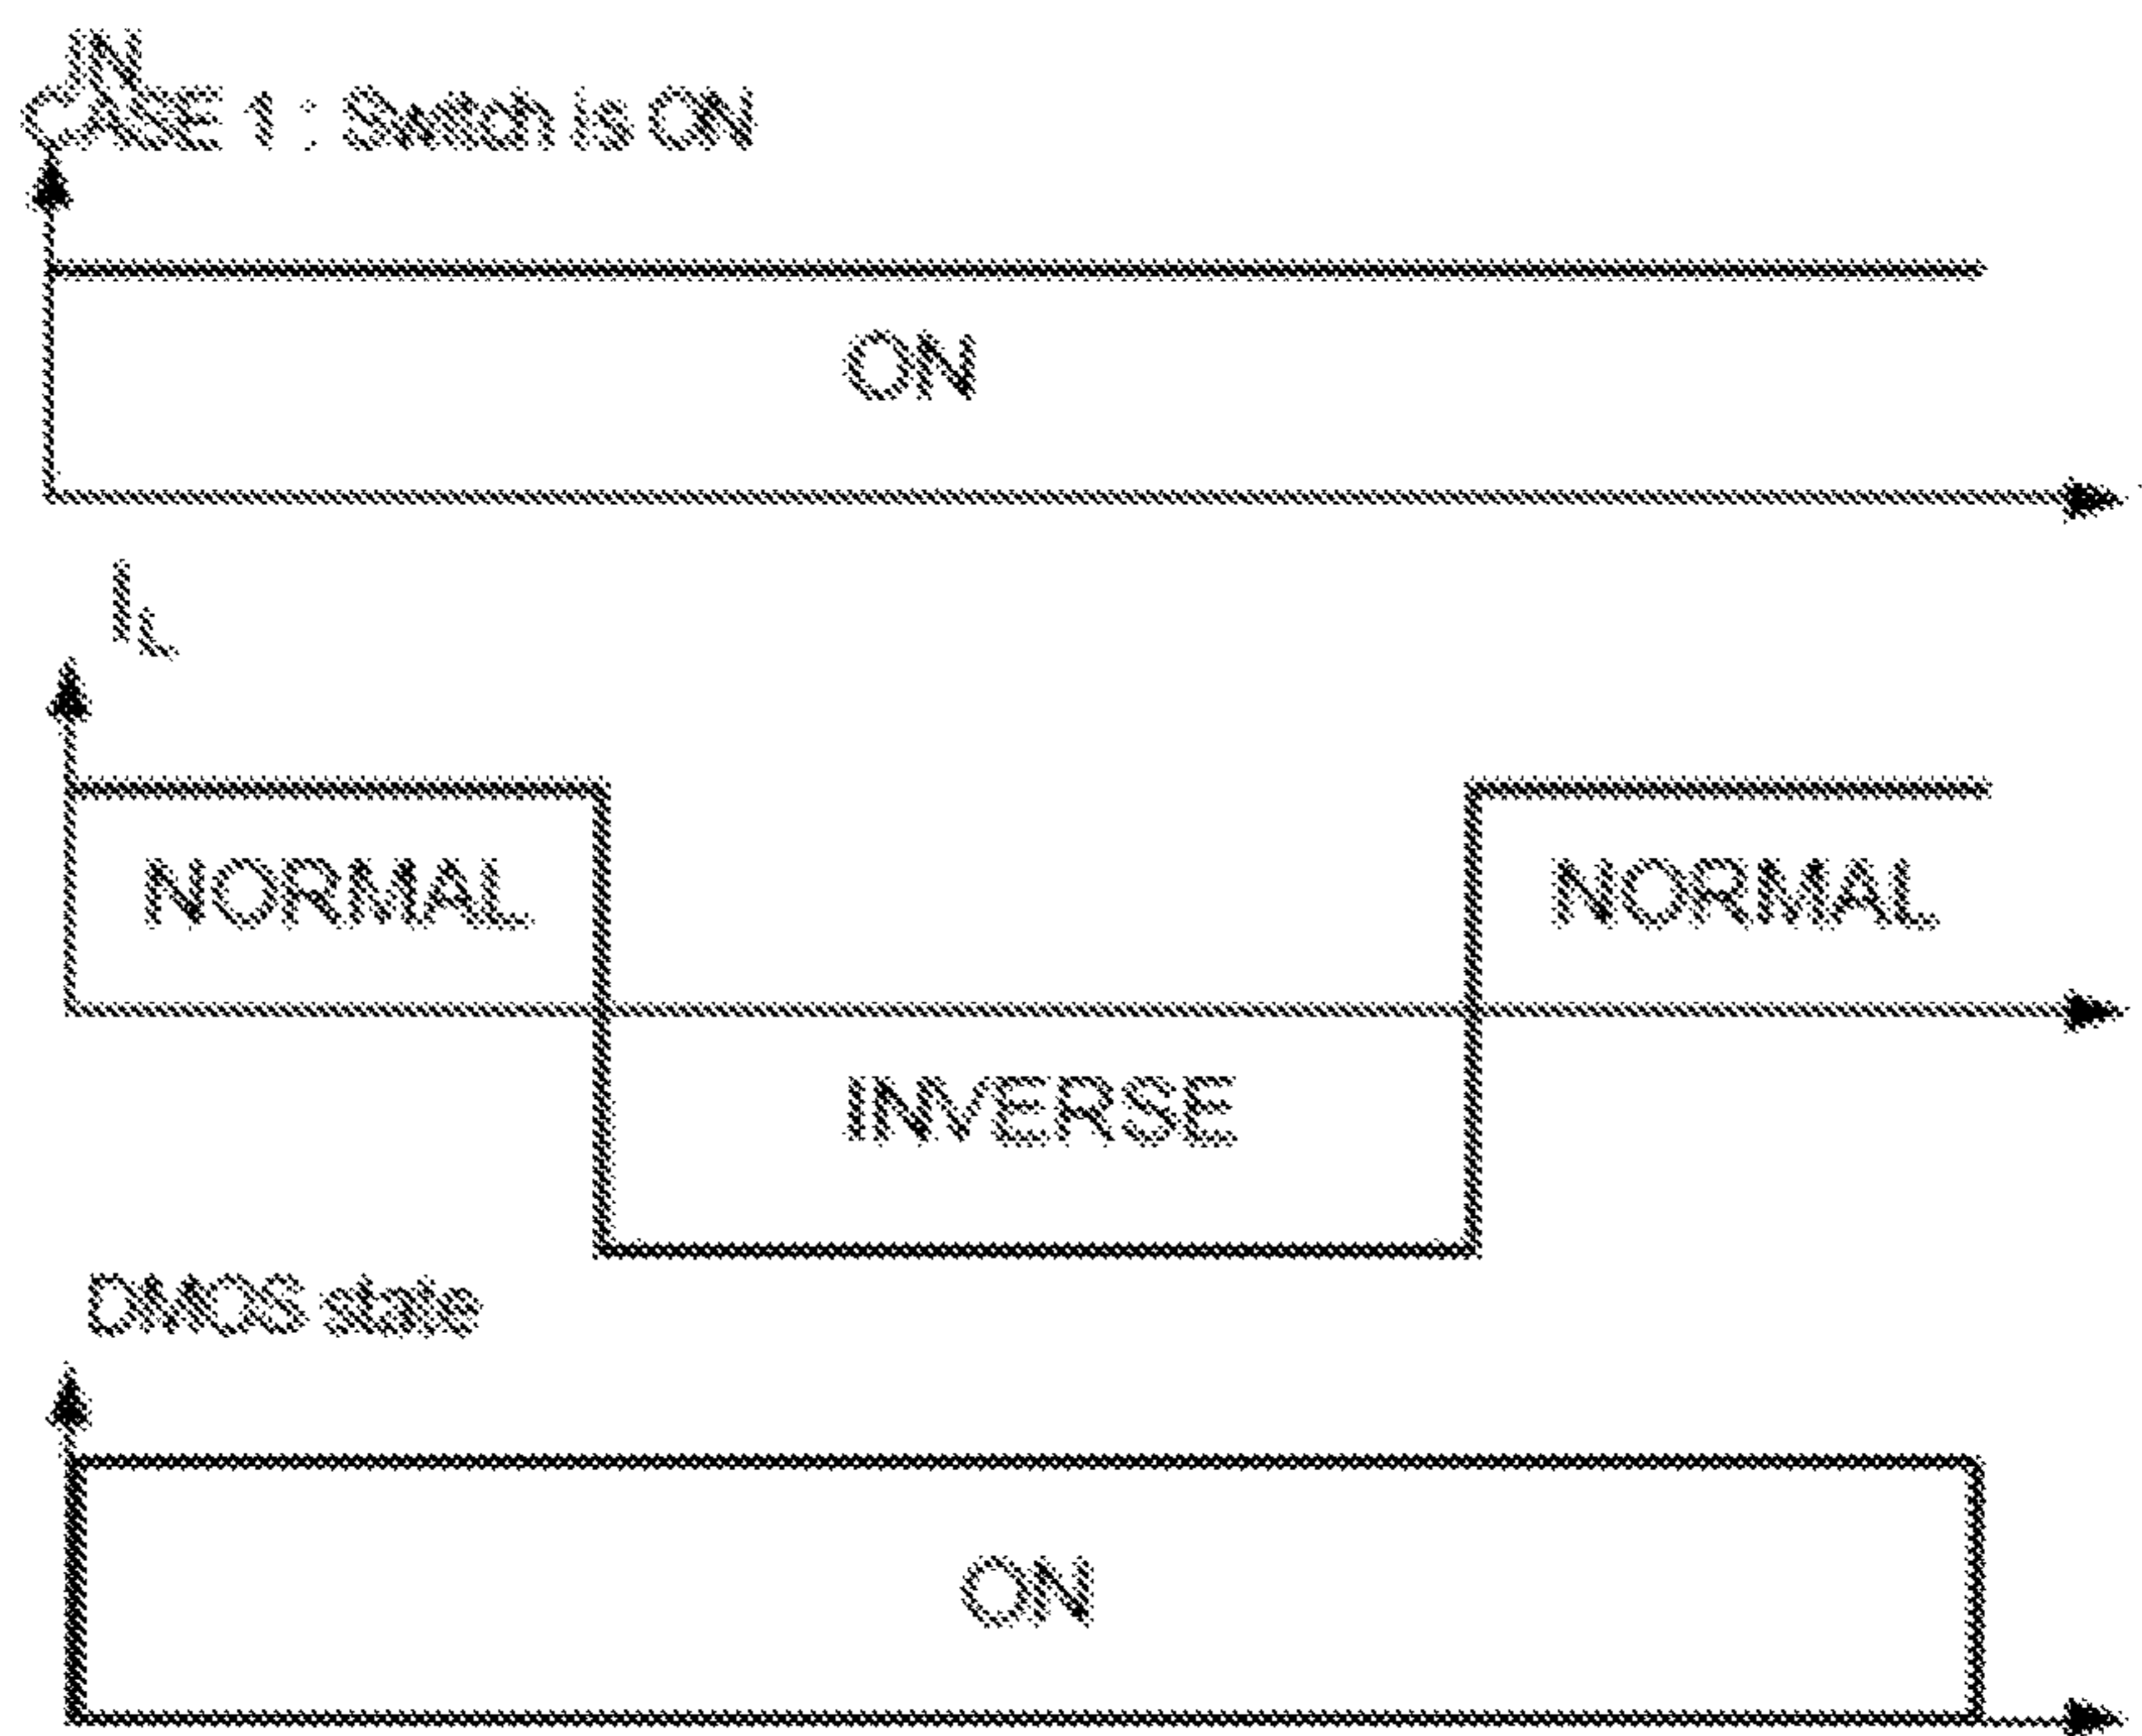 IN
CASE 1 : Switch is ON
ON
IL
NORMAL
NORMAL
INVERSE
DMOS state
ON